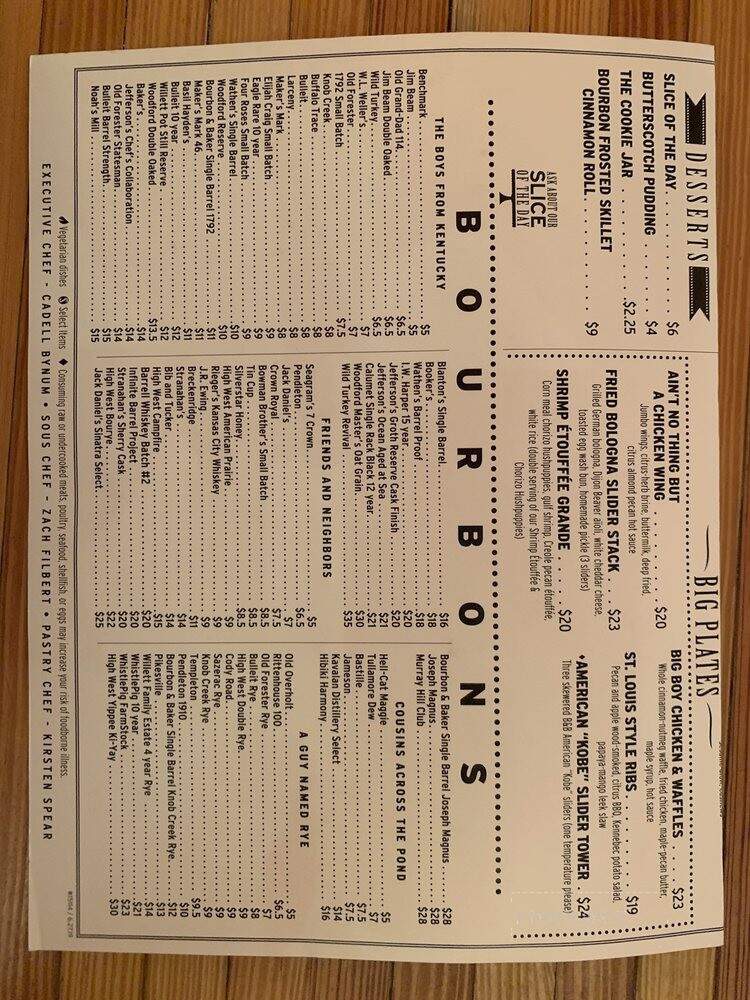 DESSERTS
SLICE OF THE DAY . . . . . . . . $6
BUTTERSCOTCH PUDDING . . . . $4
THE COOKIE JAR . . . . . . . . $2.25
BOURBON FROSTED SKILLET
CINNAMON ROLL . . . . . . . . $9
ASK ABOUT OUR
SLICE
OF THE DAY
BIG PLATES
AIN'T NO THING BUT
A CHICKEN WING . . . . . . . . $20
Jumbo wings, citrus-herb brine, buttermilk, deep fried,
citrus almond pecan hot sauce
FRIED BOLOGNA SLIDER STACK . . . $23
Grilled German bologna, Dijon Beaver aioli, white cheddar cheese,
toasted egg wash bun, homemade pickle (3 sliders)
SHRIMP ÉTOUFFÉE GRANDE . . . . $20
Corn meal chorizo hushpuppies, gulf shrimp, Creole pecan étouffée,
white rice (double serving of our Shrimp Étouffée &
Chorizo Hushpuppies)
BIG BOY CHICKEN & WAFFLES . . . . $23
Whole cinnamon-nutmeg waffle, fried chicken, maple-pecan butter,
maple syrup, hot sauce
ST. LOUIS STYLE RIBS . . . . . . . $19
Pecan and apple wood-smoked, citrus BBQ, Kennebec potato salad,
papaya-mango leek slaw
♦AMERICAN "KOBE" SLIDER TOWER . $24
Three skewered B&B American "Kobe" sliders (one temperature please)
BOURBONS
THE BOYS FROM KENTUCKY
Benchmark . . . . $5
Jim Beam . . . . $5
Old Grand-Dad 114 . . . . $6.5
Jim Beam Double Oaked . . . . $6.5
Wild Turkey . . . . $6.5
W.L. Weller's . . . . $7
Old Forester . . . . $7
1792 Small Batch . . . . $7.5
Knob Creek . . . . $8
Buffalo Trace . . . . $8
Bulleit . . . . $8
Larceny . . . . $8
Maker's Mark . . . . $8
Elijah Craig Small Batch . . . . $9
Eagle Rare 10 year . . . . $9
Four Roses Small Batch . . . . $9
Wathen's Single Barrel . . . . $10
Woodford Reserve . . . . $10
Bourbon & Baker Single Barrel 1792 . . . . $11
Maker's Mark 46 . . . . $11
Basil Hayden's . . . . $11
Bulleit 10 year . . . . $12
Willett Pot Still Reserve . . . . $12
Woodford Double Oaked . . . . $13.5
Baker's . . . . $14
Jefferson's Chef's Collaboration . . . . $14
Old Forester Statesman . . . . $14
Bulleit Barrel Strength . . . . $15
Noah's Mill . . . . $15
Blanton's Single Barrel . . . . $16
Booker's . . . . $18
Wathen's Barrel Proof . . . . $18
I.W. Harper 15 year . . . . $20
Jefferson's Groth Reserve Cask Finish . . . . $20
Jefferson's Ocean Aged at Sea . . . . $21
Calumet Single Rack Black 12 year . . . . $21
Woodford Master's Oat Grain . . . . $30
Wild Turkey Revival . . . . $35
FRIENDS AND NEIGHBORS
Seagram's 7 Crown . . . . $5
Pendleton . . . . $6.5
Jack Daniel's . . . . $7
Crown Royal . . . . $7.5
Bowman Brother's Small Batch . . . . $8.5
Tin Cup . . . . $8.5
Silverstar Honey . . . . $8.5
High West American Prairie . . . . $9
Rieger's Kansas City Whiskey . . . . $9
J.R. Ewing . . . . $9
Breckenridge . . . . $11
Stranahan's . . . . $14
Bib and Tucker . . . . $14
High West Campfire . . . . $15
Barrell Whiskey Batch #2 . . . . $20
Infinite Barrel Project . . . . $20
Stranahan's Sherry Cask . . . . $20
High West Bourye . . . . $22
Jack Daniel's Sinatra Select . . . . $25
Bourbon & Baker Single Barrel Joseph Magnus . . . . $28
Joseph Magnus . . . . $28
Murray Hill Club . . . . $28
COUSINS ACROSS THE POND
Hell-Cat Maggie . . . . $5
Tullamore Dew . . . . $7
Bastille . . . . $7.5
Jameson . . . . $7.5
Kavalan Distillery Select . . . . $14
Hibiki Harmony . . . . $16
A GUY NAMED RYE
Old Overholt . . . . $5
Rittenhouse 100 . . . . $6.5
Old Forester Rye . . . . $7
Bulleit Rye . . . . $8
High West Double Rye . . . . $9
Cody Road . . . . $9
Sazerac Rye . . . . $9
Knob Creek Rye . . . . $9
Templeton . . . . $9.5
Pendleton 1910 . . . . $10
Bourbon & Baker Single Barrel Knob Creek Rye . . . . $12
Pikesville . . . . $13
Willett Family Estate 4 year Rye . . . . $14
WhistlePig 10 year . . . . $21
WhistlePig FarmStock . . . . $23
High West Yippee Ki-Yay . . . . $30
Vegetarian dishes Select Items ♦ Consuming raw or undercooked meats, poultry, seafood, shellfish, or eggs may increase your risk of foodborne illness.
EXECUTIVE CHEF - CADELL BYNUM • SOUS CHEF - ZACH FILBERT • PASTRY CHEF - KIRSTEN SPEAR